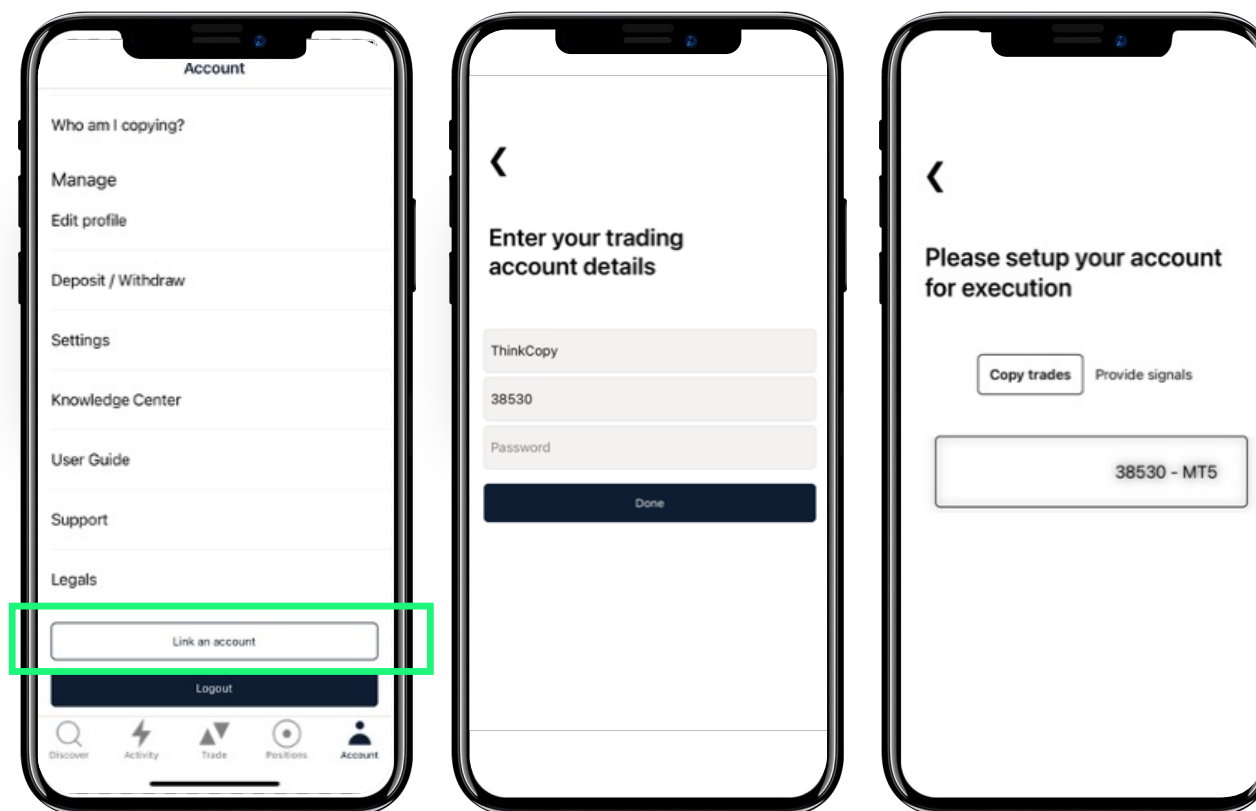 Account
Who am I copying?
Manage
Edit profile
Deposit / Withdraw
Settings
Knowledge Center
User Guide
Support
Legals
Link an account
Logout
Discover
Activity
Trade
Positions
Account
Enter your trading
account details
ThinkCopy
38530
Password
Done
Please setup your account
for execution
Copy trades
Provide signals
38530 - MT5